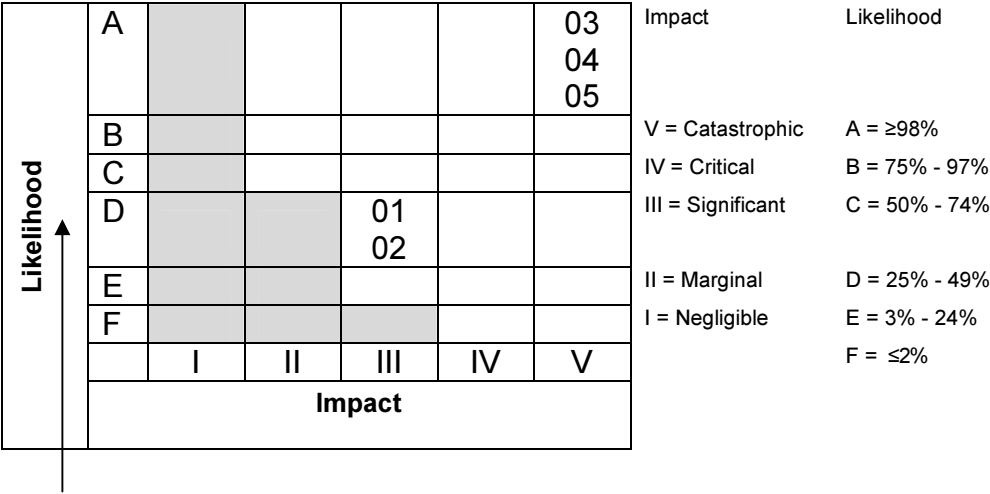 Likelihood
A
03
04
05
B
C
D
01
02
E
F
I II III IV V
Impact
Impact Likelihood
V = Catastrophic A = ≥98%
IV = Critical B = 75% - 97%
III = Significant C = 50% - 74%
II = Marginal D = 25% - 49%
I = Negligible E = 3% - 24%
F = ≤2%